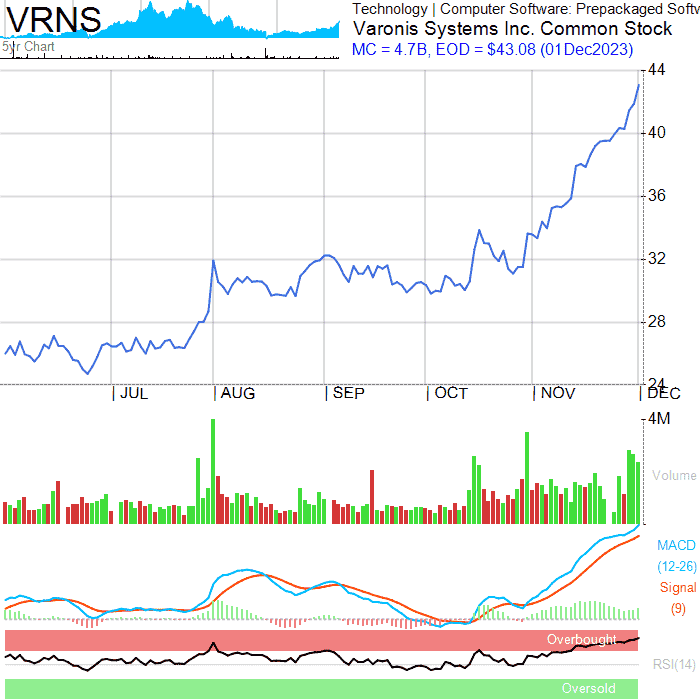 VRNS
5yr Chart
Technology | Computer Software: Prepackaged Softw
Varonis Systems Inc. Common Stock
MC = 4.7B, EOD = $43.08 (01Dec2023)
44
40
36
32
28
24
JUL AUG SEP OCT NOV DEC
4M
Volume
MACD
(12-26)
Signal
(9)
Overbought
RSI(14)
Oversold